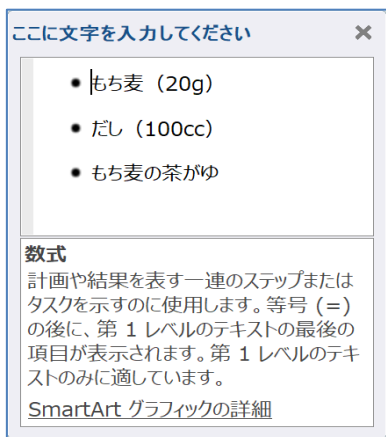 ここに文字を入力してください
もち麦（20g）
だし（100cc）
もち麦の茶がゆ
数式
計画や結果を表す一連のステップまたは
タスクを示すのに使用します。等号 (=)
の後に、第 1 レベルのテキストの最後の
項目が表示されます。第 1 レベルのテキ
ストのみに適しています。
SmartArt グラフィックの詳細